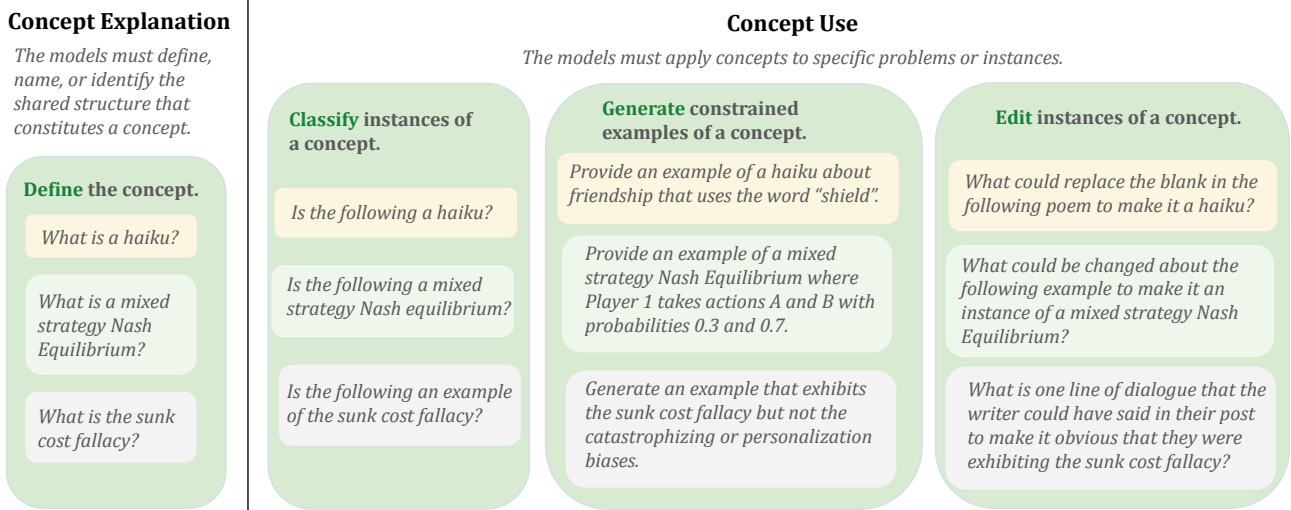 Concept Explanation
The models must define,
name, or identify the
shared structure that
constitutes a concept.
Define the concept.
What is a haiku?
What is a mixed
strategy Nash
Equilibrium?
What is the sunk
cost fallacy?
Concept Use
The models must apply concepts to specific problems or instances.
Classify instances of
a concept.
Is the following a haiku?
Is the following a mixed
strategy Nash equilibrium?
Is the following an example
of the sunk cost fallacy?
Generate constrained
examples of a concept.
Provide an example of a haiku about
friendship that uses the word “shield”.
Provide an example of a mixed
strategy Nash Equilibrium where
Player 1 takes actions A and B with
probabilities 0.3 and 0.7.
Generate an example that exhibits
the sunk cost fallacy but not the
catastrophizing or personalization
biases.
Edit instances of a concept.
What could replace the blank in the
following poem to make it a haiku?
What could be changed about the
following example to make it an
instance of a mixed strategy Nash
Equilibrium?
What is one line of dialogue that the
writer could have said in their post
to make it obvious that they were
exhibiting the sunk cost fallacy?